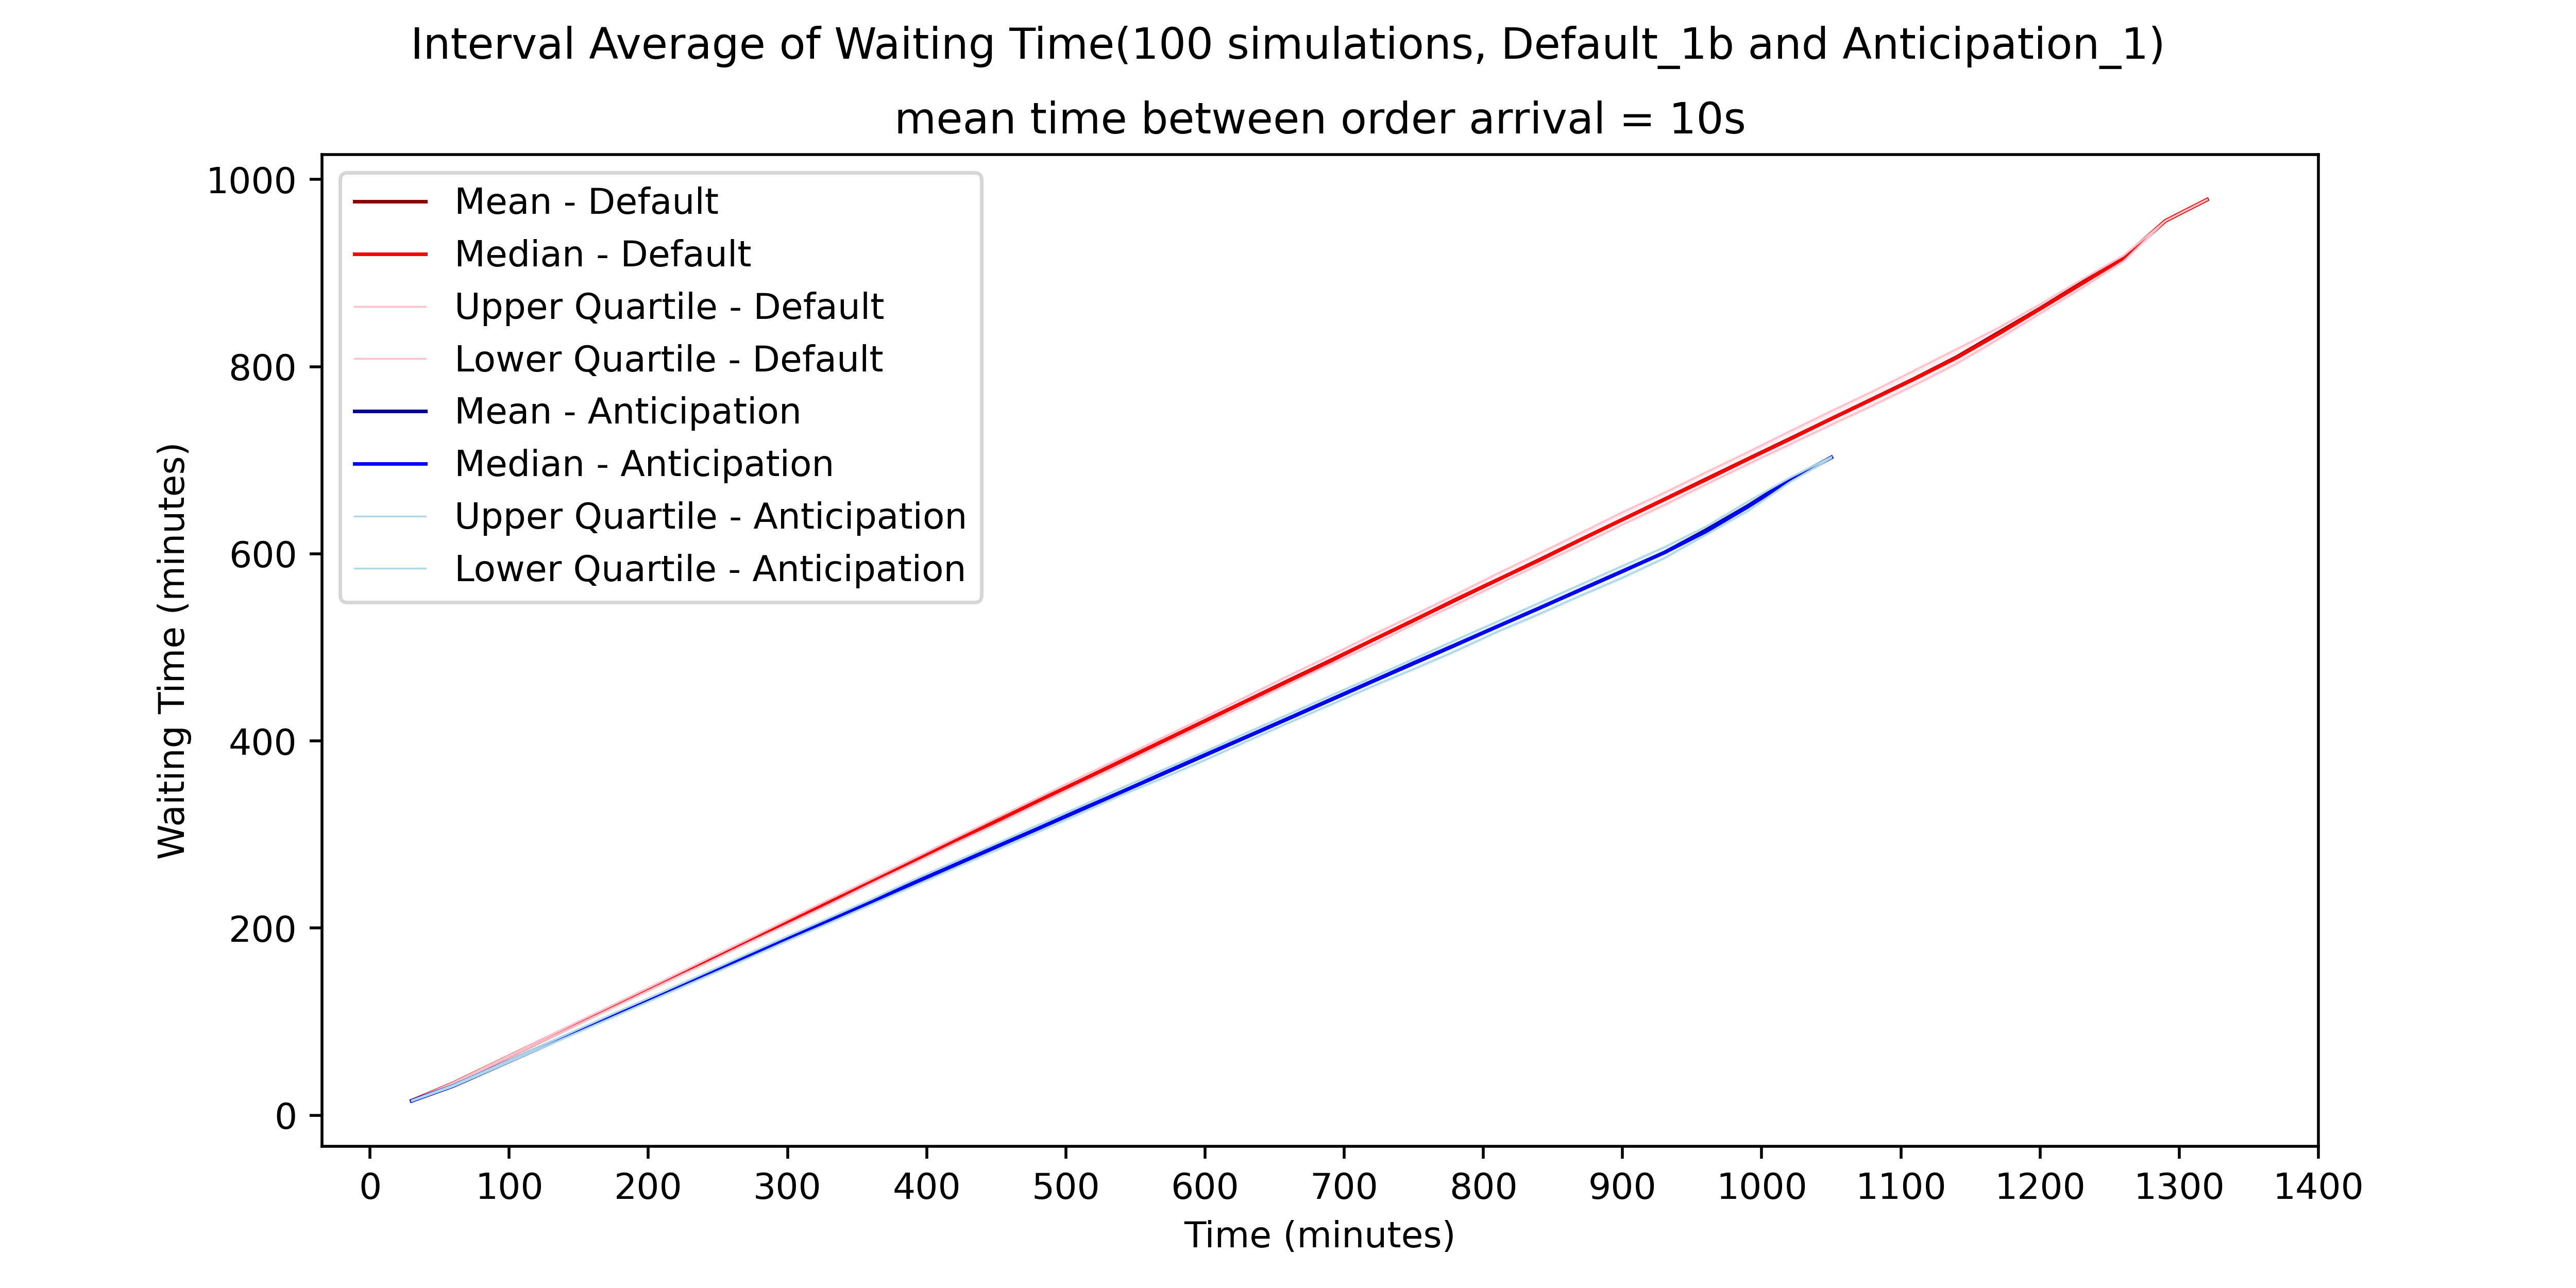 Interval Average of Waiting Time(100 simulations, Default_1b and Anticipation_1)
mean time between order arrival = 10s
Mean - Default
Median - Default
Upper Quartile - Default
Lower Quartile - Default
Mean - Anticipation
Median - Anticipation
Upper Quartile - Anticipation
Lower Quartile - Anticipation
Waiting Time (minutes)
1000
800
600
400
200
0
0 100 200 300 400 500 600 700 800 900 1000 1100 1200 1300 1400
Time (minutes)